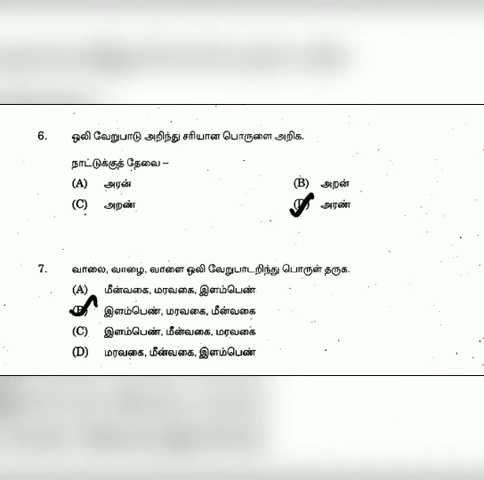 6. ஒலி வேறுபாடு அறிந்து சரியான பொருளை அறிக.
நாட்டுக்குத் தேவை –
(A) அரன் (B) அறன்
(C) அறண் (D) அரண்
7. வாலை, வாழை, வாளை ஒலி வேறுபாடறிந்து பொருள் தருக.
(A) மீன்வகை, மரவகை, இளம்பெண்
(B) இளம்பெண், மரவகை, மீன்வகை
(C) இளம்பெண், மீன்வகை, மரவகை
(D) மரவகை, மீன்வகை, இளம்பெண்